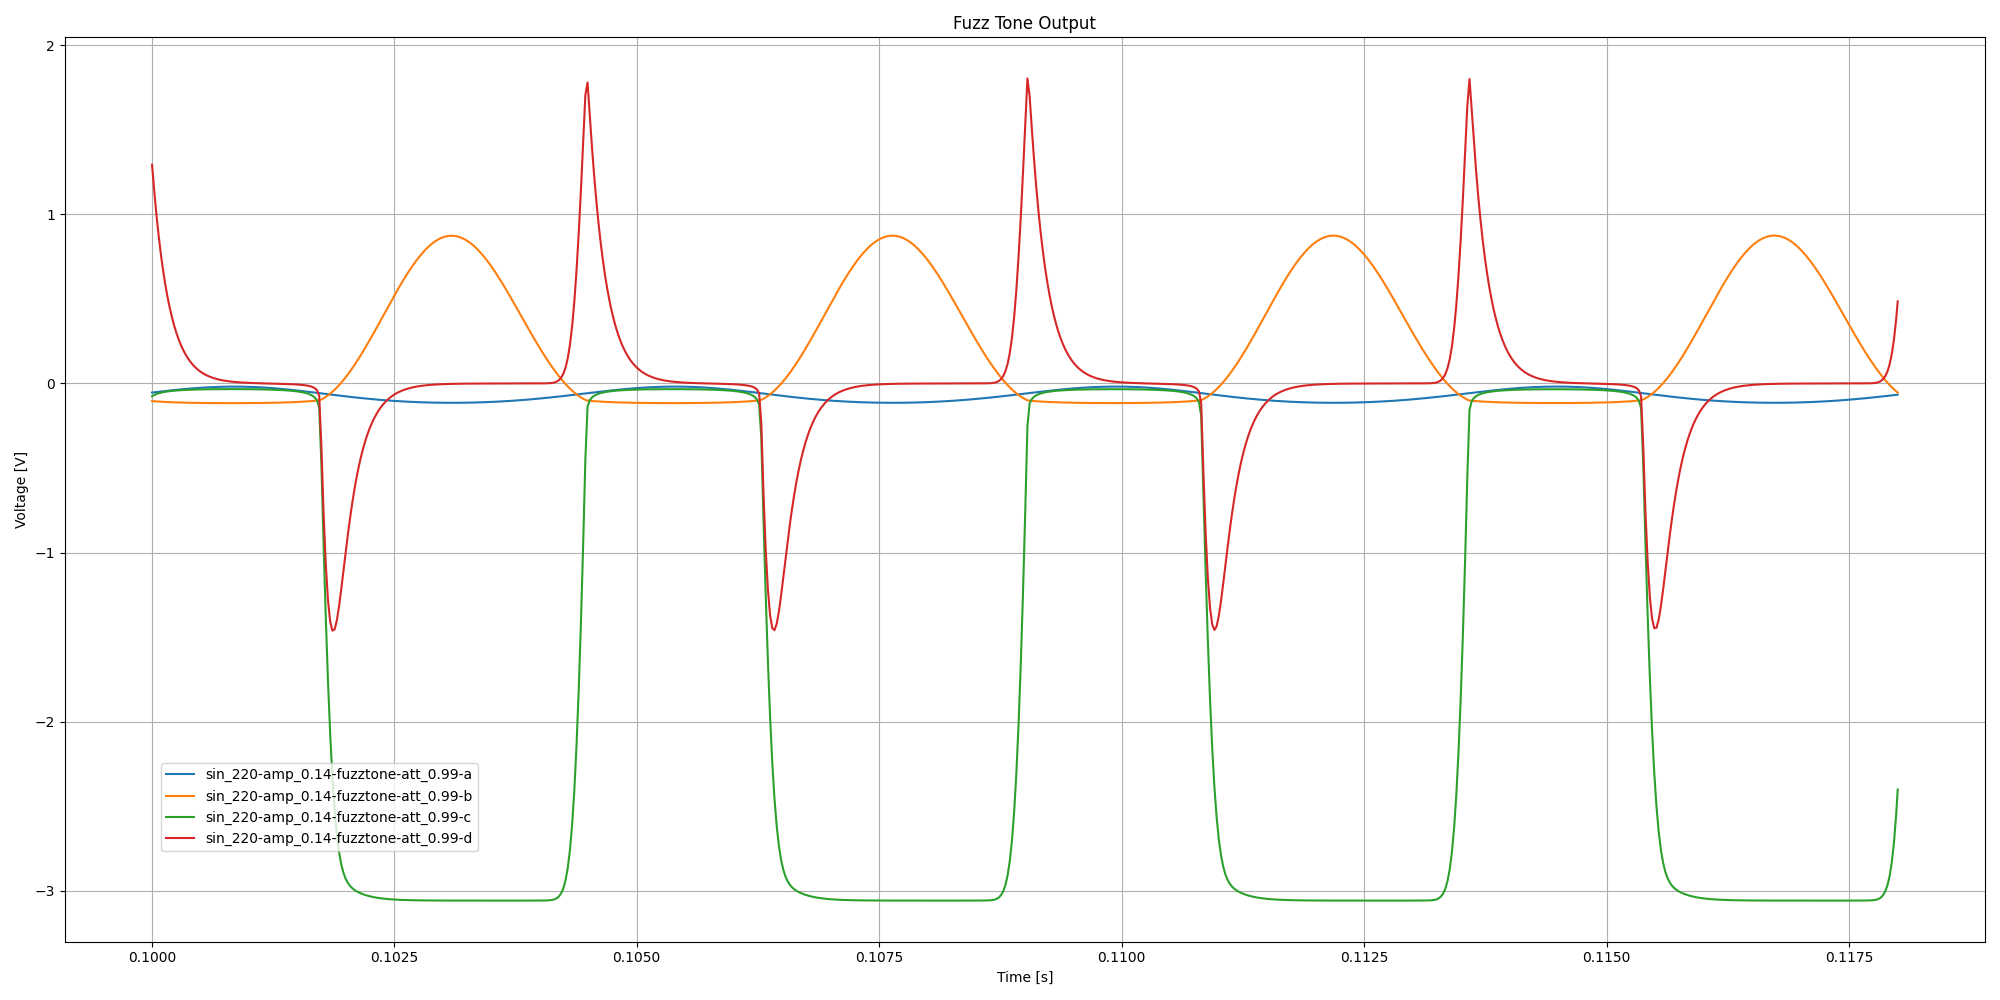 Fuzz Tone Output
2
1
0
−1
−2
−3
Voltage [V]
sin_220-amp_0.14-fuzztone-att_0.99-a
sin_220-amp_0.14-fuzztone-att_0.99-b
sin_220-amp_0.14-fuzztone-att_0.99-c
sin_220-amp_0.14-fuzztone-att_0.99-d
0.1000 0.1025 0.1050 0.1075 0.1100 0.1125 0.1150 0.1175
Time [s]